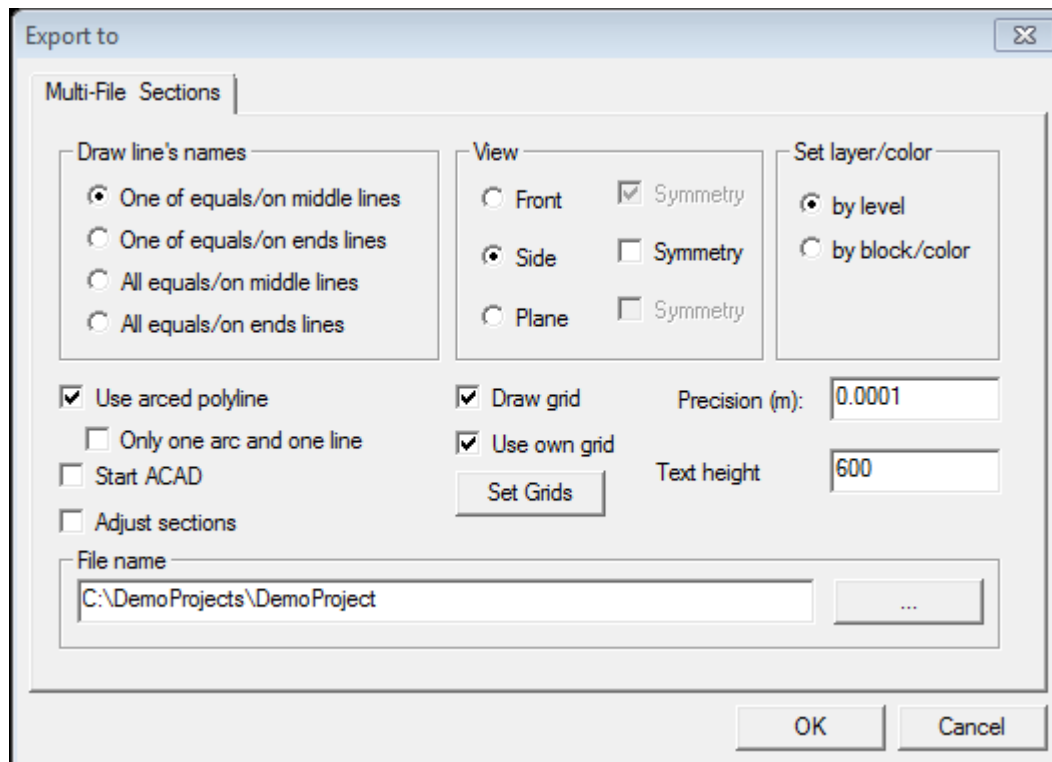 Export to
Multi-File Sections
Draw line's names
One of equals/on middle lines
One of equals/on ends lines
All equals/on middle lines
All equals/on ends lines
View
Front
Symmetry
Side
Symmetry
Plane
Symmetry
Set layer/color
by level
by block/color
Use arced polyline
Only one arc and one line
Start ACAD
Adjust sections
Draw grid
Use own grid
Set Grids
Precision (m):
0.0001
Text height
600
File name
C:\DemoProjects\DemoProject
...
OK
Cancel